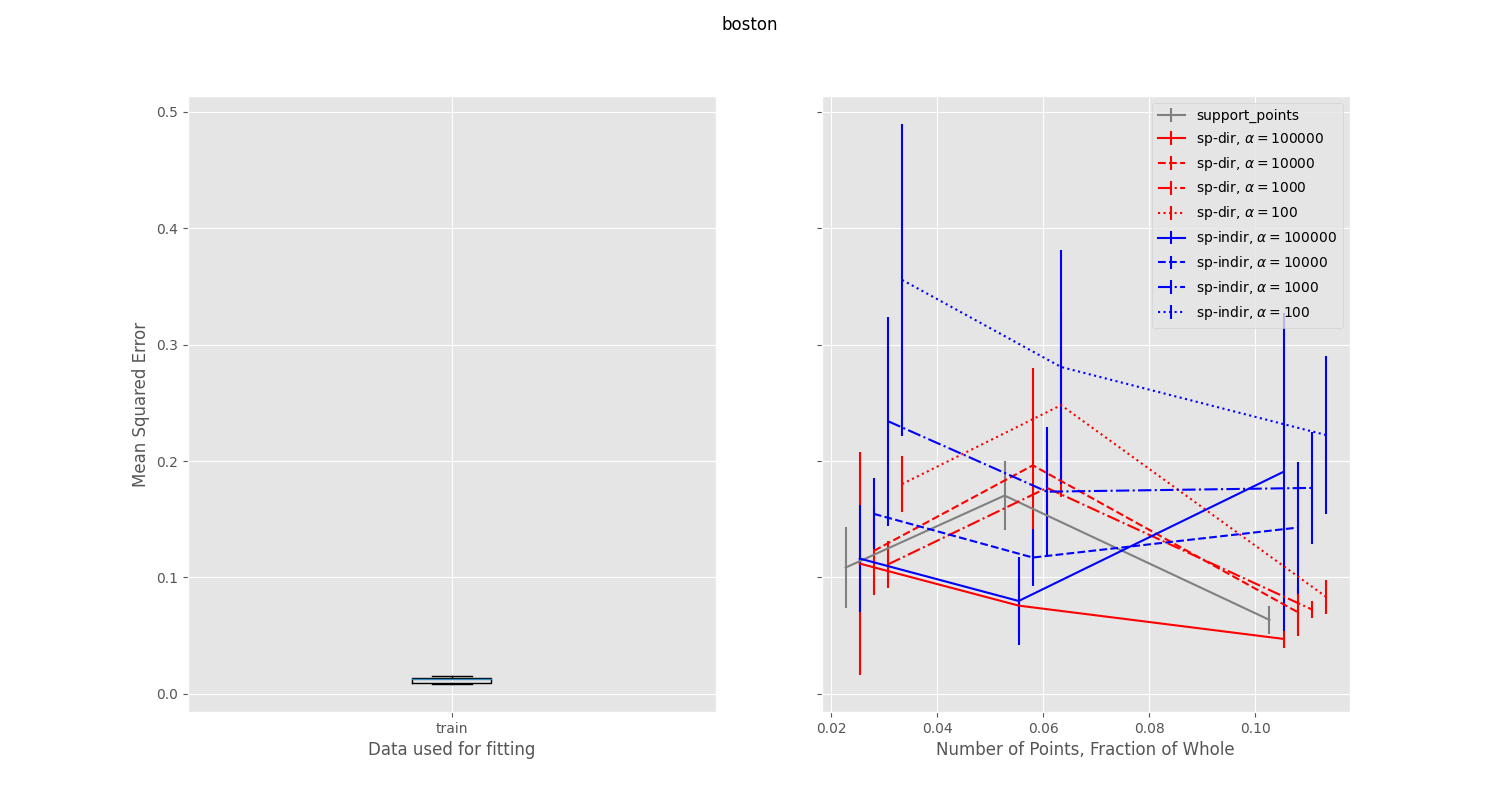 boston
Mean Squared Error
0.5
0.4
0.3
0.2
0.1
0.0
train
Data used for fitting
support_points
sp-dir, α = 100000
sp-dir, α = 10000
sp-dir, α = 1000
sp-dir, α = 100
sp-indir, α = 100000
sp-indir, α = 10000
sp-indir, α = 1000
sp-indir, α = 100
0.02 0.04 0.06 0.08 0.10
Number of Points, Fraction of Whole